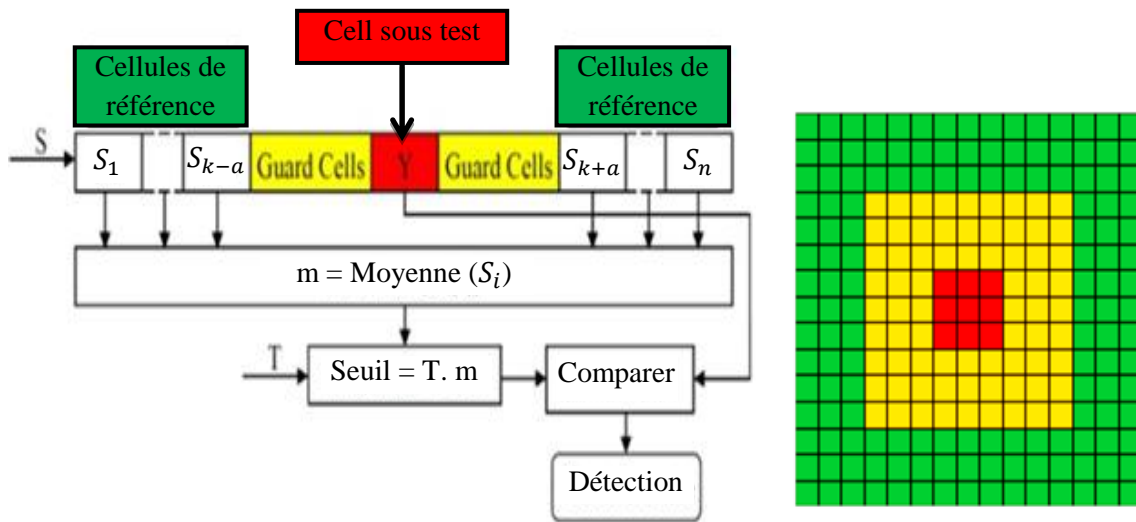 Cell sous test
Cellules de
référence
Cellules de
référence
S
S₁
Sₖ₋ₐ
Guard Cells
Y
Guard Cells
Sₖ₊ₐ
Sₙ
m = Moyenne (Sᵢ)
T
Seuil = T. m
Comparer
Détection